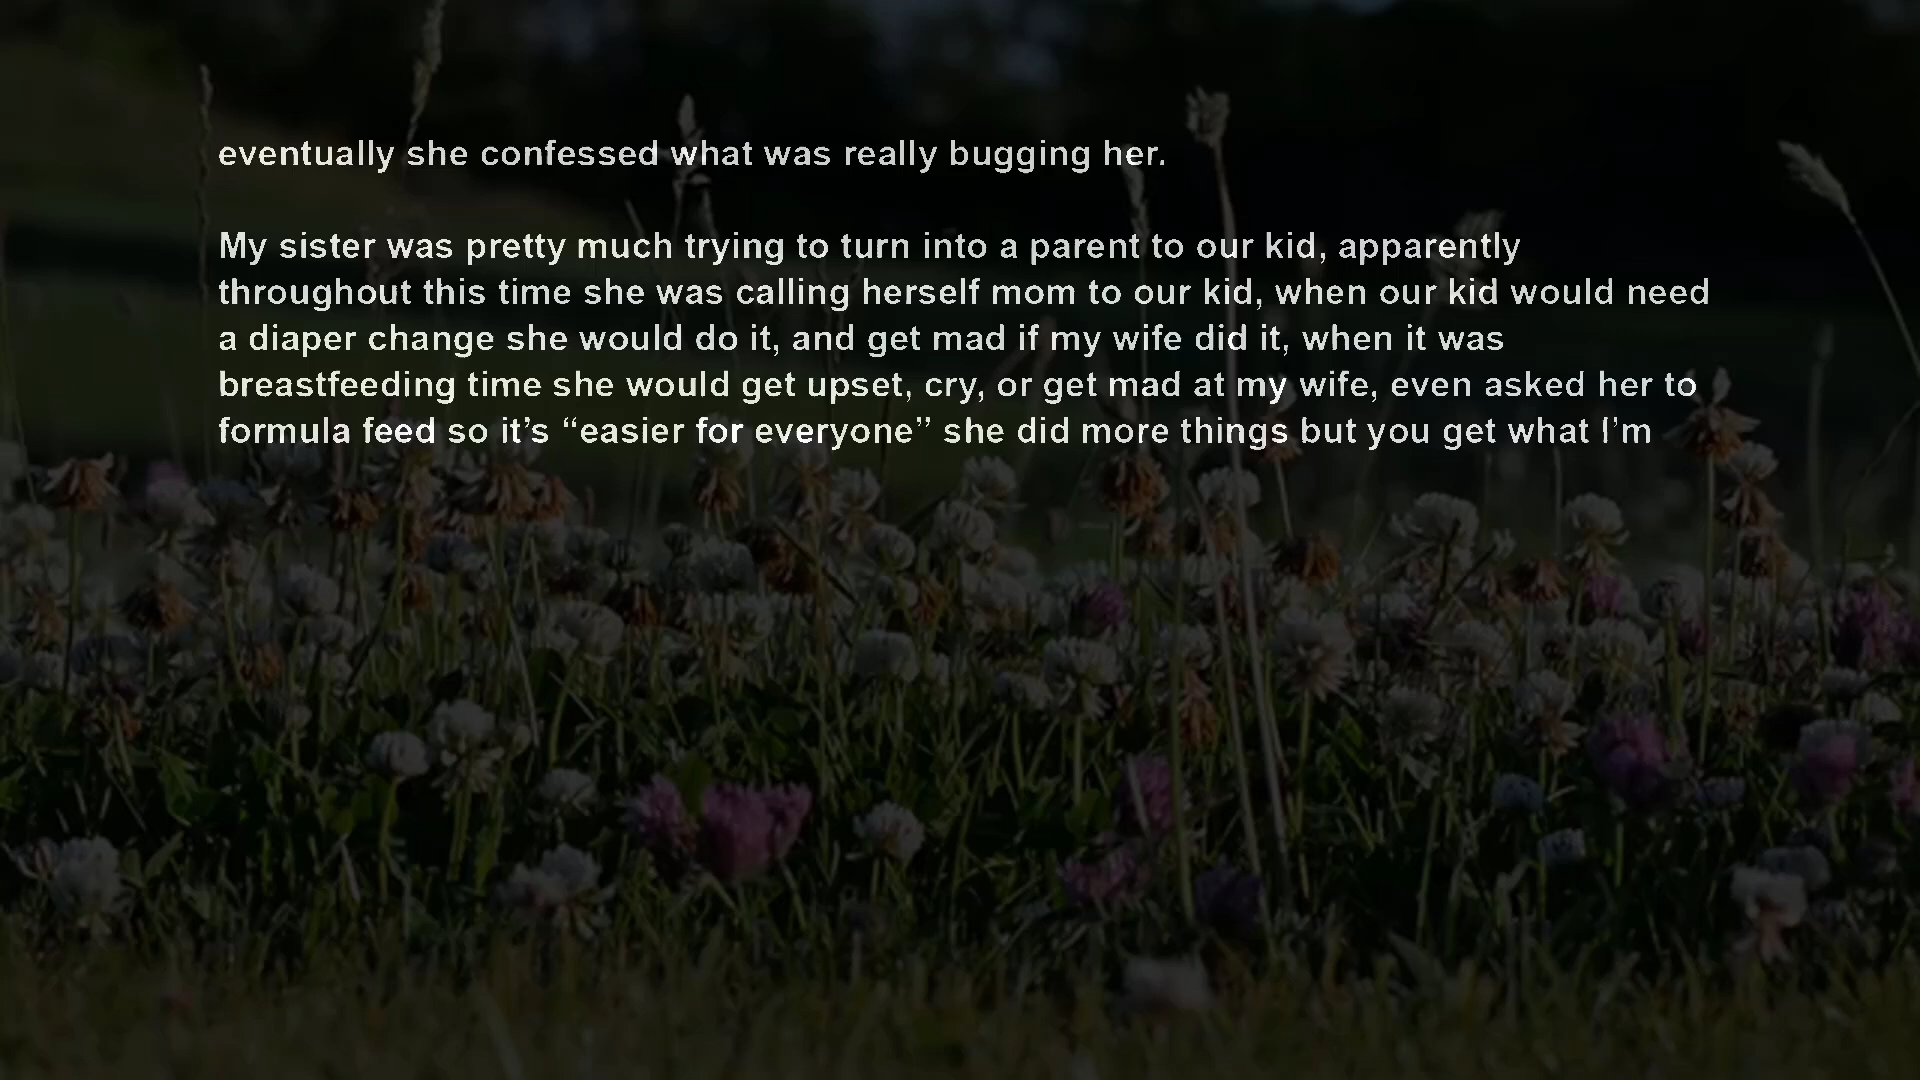 eventually she confessed what was really bugging her.
My sister was pretty much trying to turn into a parent to our kid, apparently
throughout this time she was calling herself mom to our kid, when our kid would need
a diaper change she would do it, and get mad if my wife did it, when it was
breastfeeding time she would get upset, cry, or get mad at my wife, even asked her to
formula feed so it’s “easier for everyone” she did more things but you get what I’m